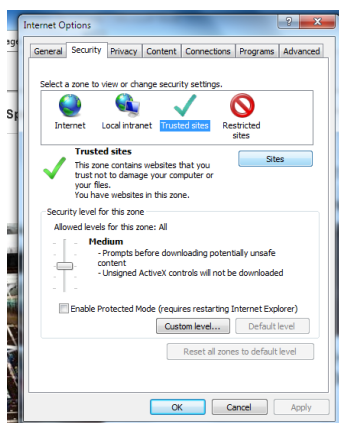 Internet Options
General Security Privacy Content Connections Programs Advanced
Select a zone to view or change security settings.
Internet Local intranet Trusted sites Restricted
sites
Trusted sites
Sites
This zone contains websites that you
trust not to damage your computer or
your files.
You have websites in this zone.
Security level for this zone
Allowed levels for this zone: All
Medium
- Prompts before downloading potentially unsafe
content
- Unsigned ActiveX controls will not be downloaded
Enable Protected Mode (requires restarting Internet Explorer)
Custom level... Default level
Reset all zones to default level
OK Cancel Apply